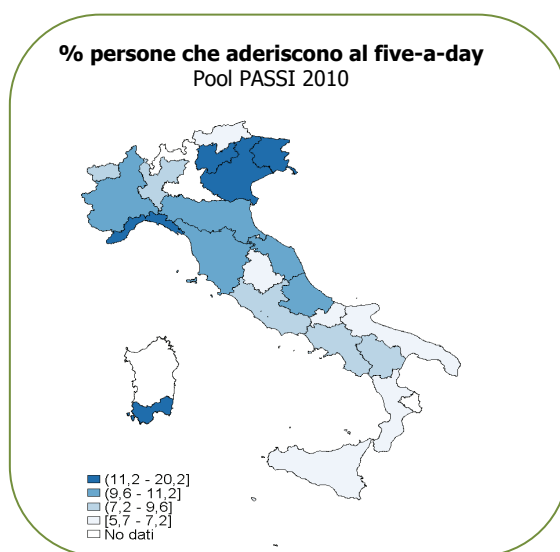 % persone che aderiscono al five-a-day
Pool PASSI 2010
(11,2 - 20,2]
(9,6 - 11,2]
(7,2 - 9,6]
[5,7 - 7,2]
No dati